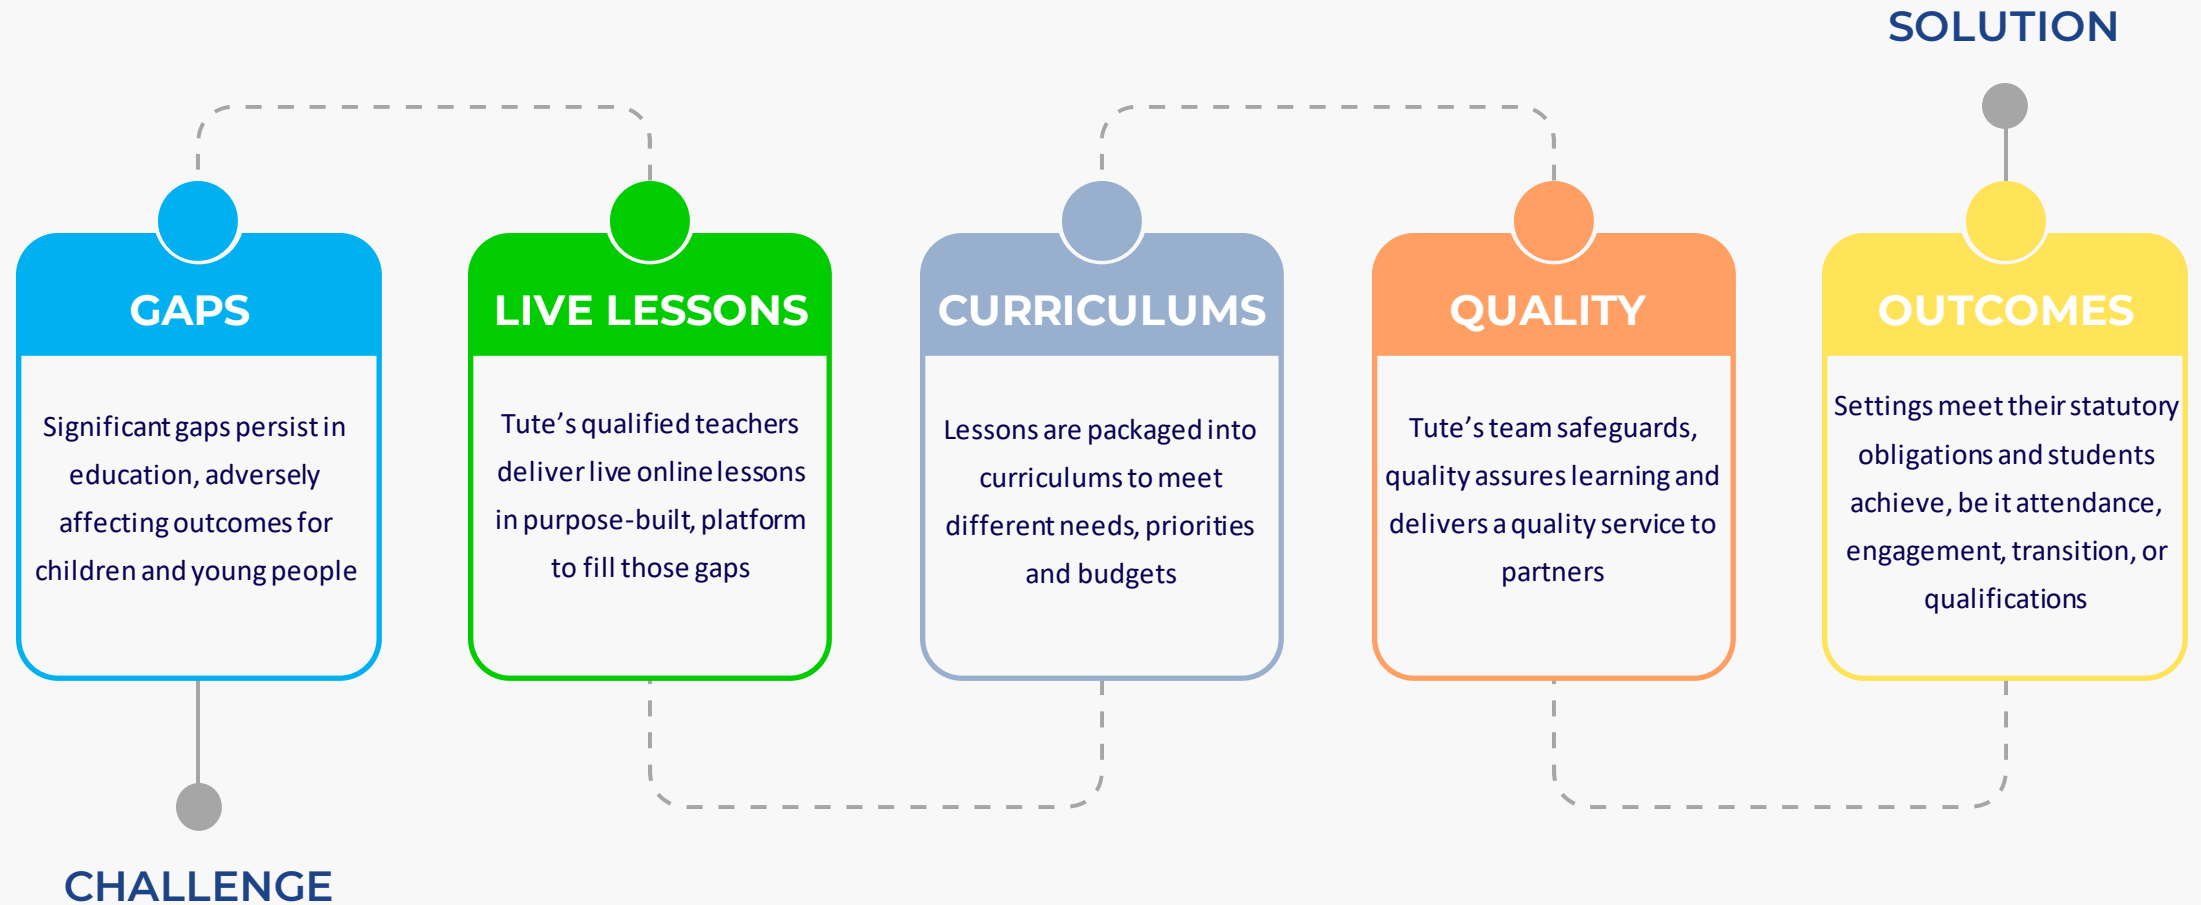 SOLUTION
GAPS
Significant gaps persist in
education, adversely
affecting outcomes for
children and young people
LIVE LESSONS
Tute’s qualified teachers
deliver live online lessons
in purpose-built, platform
to fill those gaps
CURRICULUMS
Lessons are packaged into
curriculums to meet
different needs, priorities
and budgets
QUALITY
Tute’s team safeguards,
quality assures learning and
delivers a quality service to
partners
OUTCOMES
Settings meet their statutory
obligations and students
achieve, be it attendance,
engagement, transition, or
qualifications
CHALLENGE